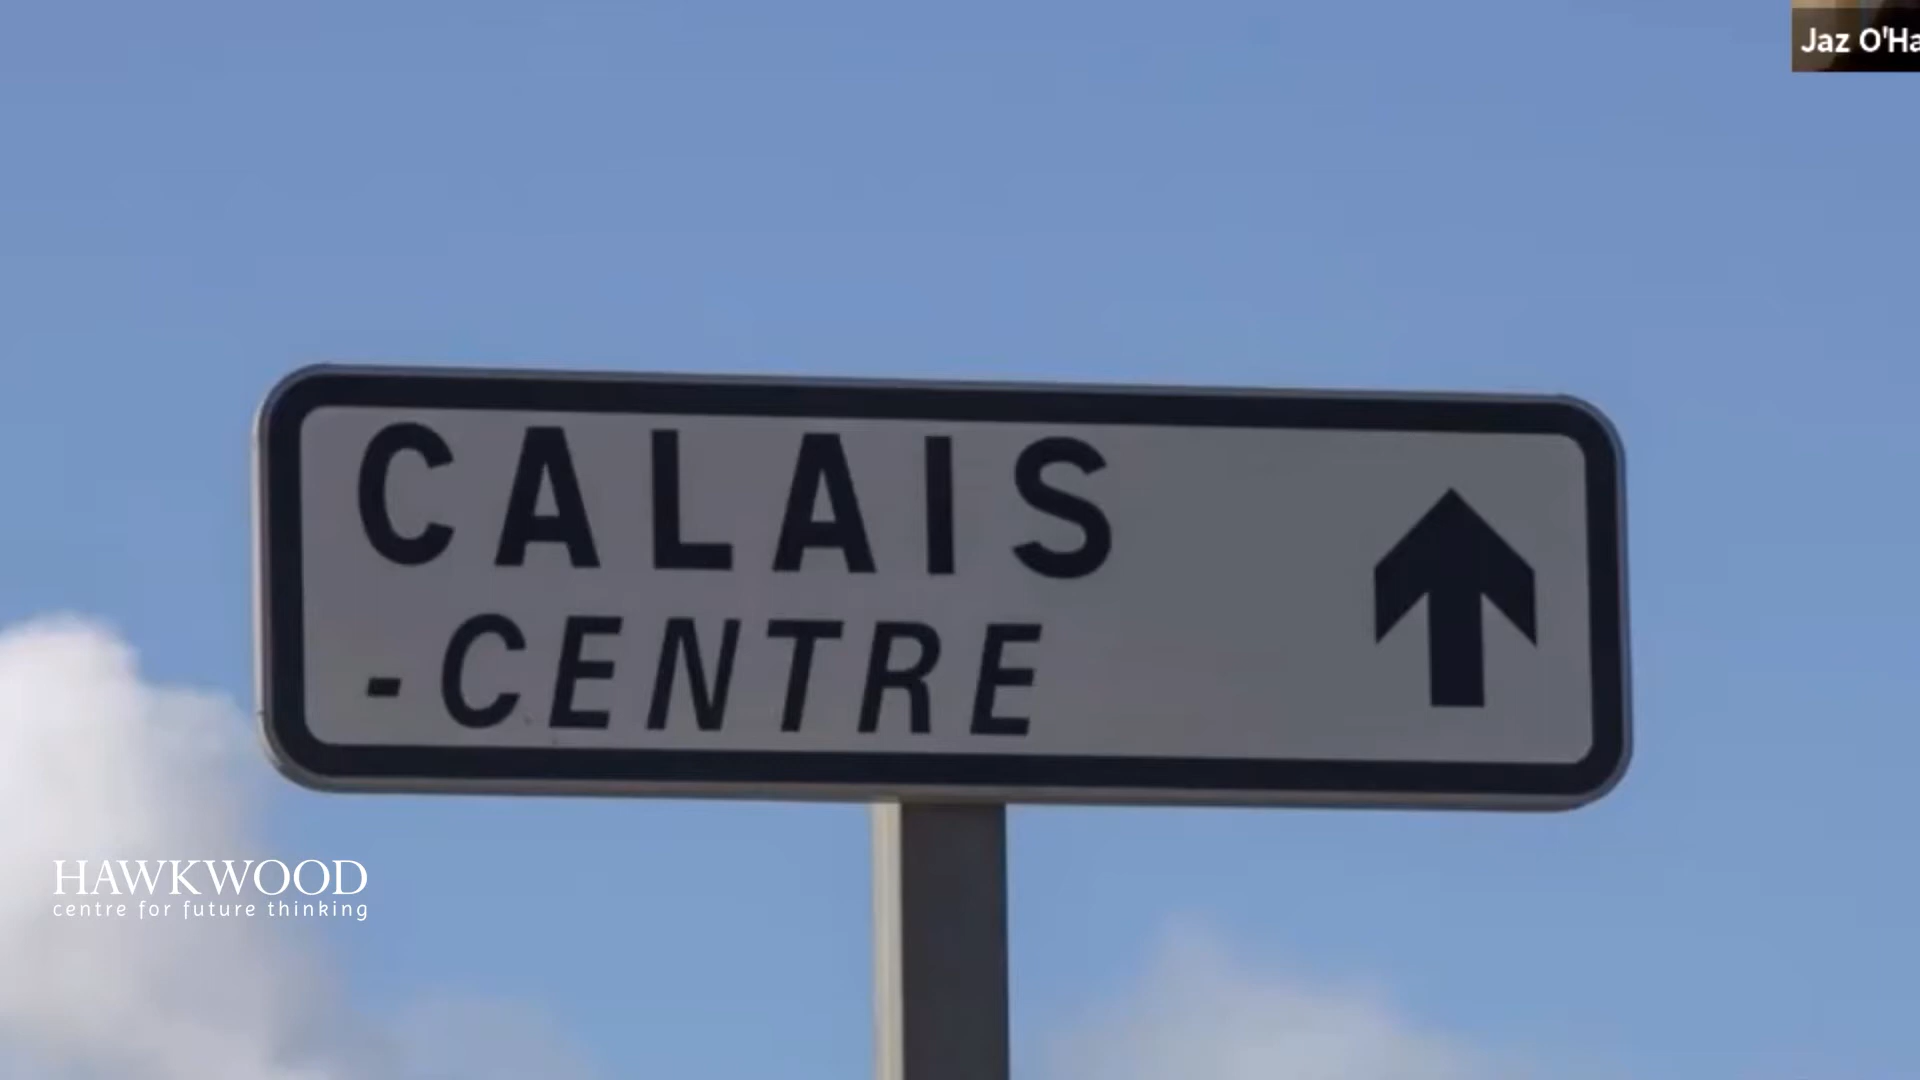 Jaz O'Ha
CALAIS
-CENTRE
HAWKWOOD
centre for future thinking